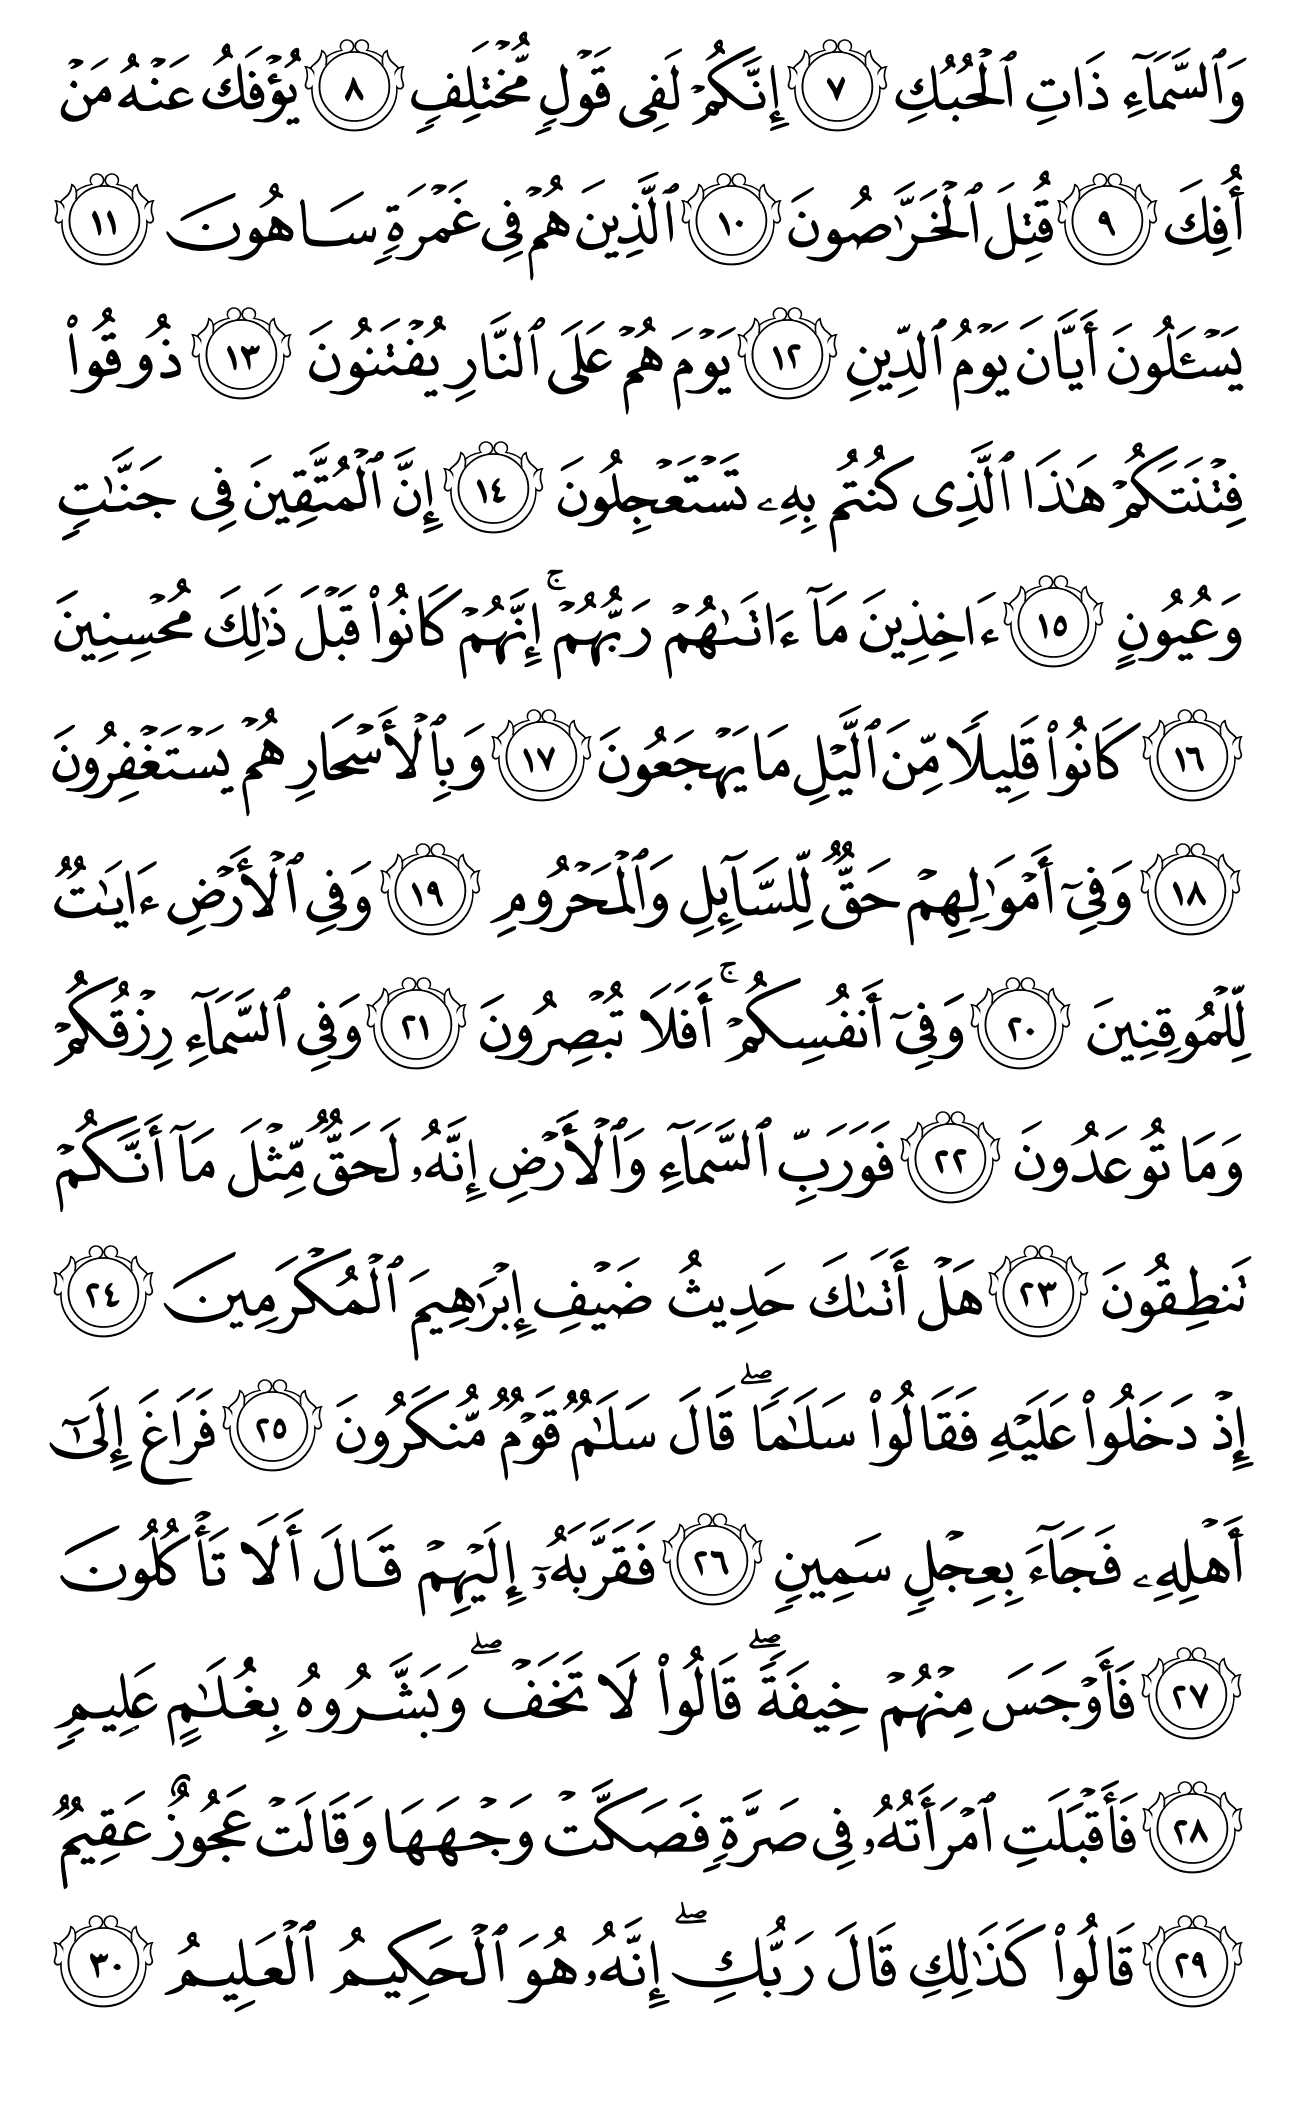 وَٱلسَّمَآءِ ذَاتِ ٱلْحُبُكِ ٧ إِنَّكُمْ لَفِى قَوْلٍ مُّخْتَلِفٍ ٨ يُؤْفَكُ عَنْهُ مَنْ
أُفِكَ ٩ قُتِلَ ٱلْخَرَّٰصُونَ ١٠ ٱلَّذِينَ هُمْ فِى غَمْرَةٍ سَاهُونَ ١١
يَسْـَٔلُونَ أَيَّانَ يَوْمُ ٱلدِّينِ ١٢ يَوْمَ هُمْ عَلَى ٱلنَّارِ يُفْتَنُونَ ١٣ ذُوقُوا۟
فِتْنَتَكُمْ هَـٰذَا ٱلَّذِى كُنتُم بِهِۦ تَسْتَعْجِلُونَ ١٤ إِنَّ ٱلْمُتَّقِينَ فِى جَنَّـٰتٍ
وَعُيُونٍ ١٥ ءَاخِذِينَ مَآ ءَاتَىٰهُمْ رَبُّهُمْ ۚ إِنَّهُمْ كَانُوا۟ قَبْلَ ذَٰلِكَ مُحْسِنِينَ
١٦ كَانُوا۟ قَلِيلًا مِّنَ ٱلَّيْلِ مَا يَهْجَعُونَ ١٧ وَبِٱلْأَسْحَارِ هُمْ يَسْتَغْفِرُونَ
١٨ وَفِىٓ أَمْوَٰلِهِمْ حَقٌّ لِّلسَّآئِلِ وَٱلْمَحْرُومِ ١٩ وَفِى ٱلْأَرْضِ ءَايَـٰتٌ
لِّلْمُوقِنِينَ ٢٠ وَفِىٓ أَنفُسِكُمْ ۚ أَفَلَا تُبْصِرُونَ ٢١ وَفِى ٱلسَّمَآءِ رِزْقُكُمْ
وَمَا تُوعَدُونَ ٢٢ فَوَرَبِّ ٱلسَّمَآءِ وَٱلْأَرْضِ إِنَّهُۥ لَحَقٌّ مِّثْلَ مَآ أَنَّكُمْ
تَنطِقُونَ ٢٣ هَلْ أَتَىٰكَ حَدِيثُ ضَيْفِ إِبْرَٰهِيمَ ٱلْمُكْرَمِينَ ٢٤
إِذْ دَخَلُوا۟ عَلَيْهِ فَقَالُوا۟ سَلَـٰمًا ۖ قَالَ سَلَـٰمٌ قَوْمٌ مُّنكَرُونَ ٢٥ فَرَاغَ إِلَىٰٓ
أَهْلِهِۦ فَجَآءَ بِعِجْلٍ سَمِينٍ ٢٦ فَقَرَّبَهُۥٓ إِلَيْهِمْ قَالَ أَلَا تَأْكُلُونَ
٢٧ فَأَوْجَسَ مِنْهُمْ خِيفَةً ۖ قَالُوا۟ لَا تَخَفْ ۖ وَبَشَّرُوهُ بِغُلَـٰمٍ عَلِيمٍ
٢٨ فَأَقْبَلَتِ ٱمْرَأَتُهُۥ فِى صَرَّةٍ فَصَكَّتْ وَجْهَهَا وَقَالَتْ عَجُوزٌ عَقِيمٌ
٢٩ قَالُوا۟ كَذَٰلِكِ قَالَ رَبُّكِ ۖ إِنَّهُۥ هُوَ ٱلْحَكِيمُ ٱلْعَلِيمُ ٣٠